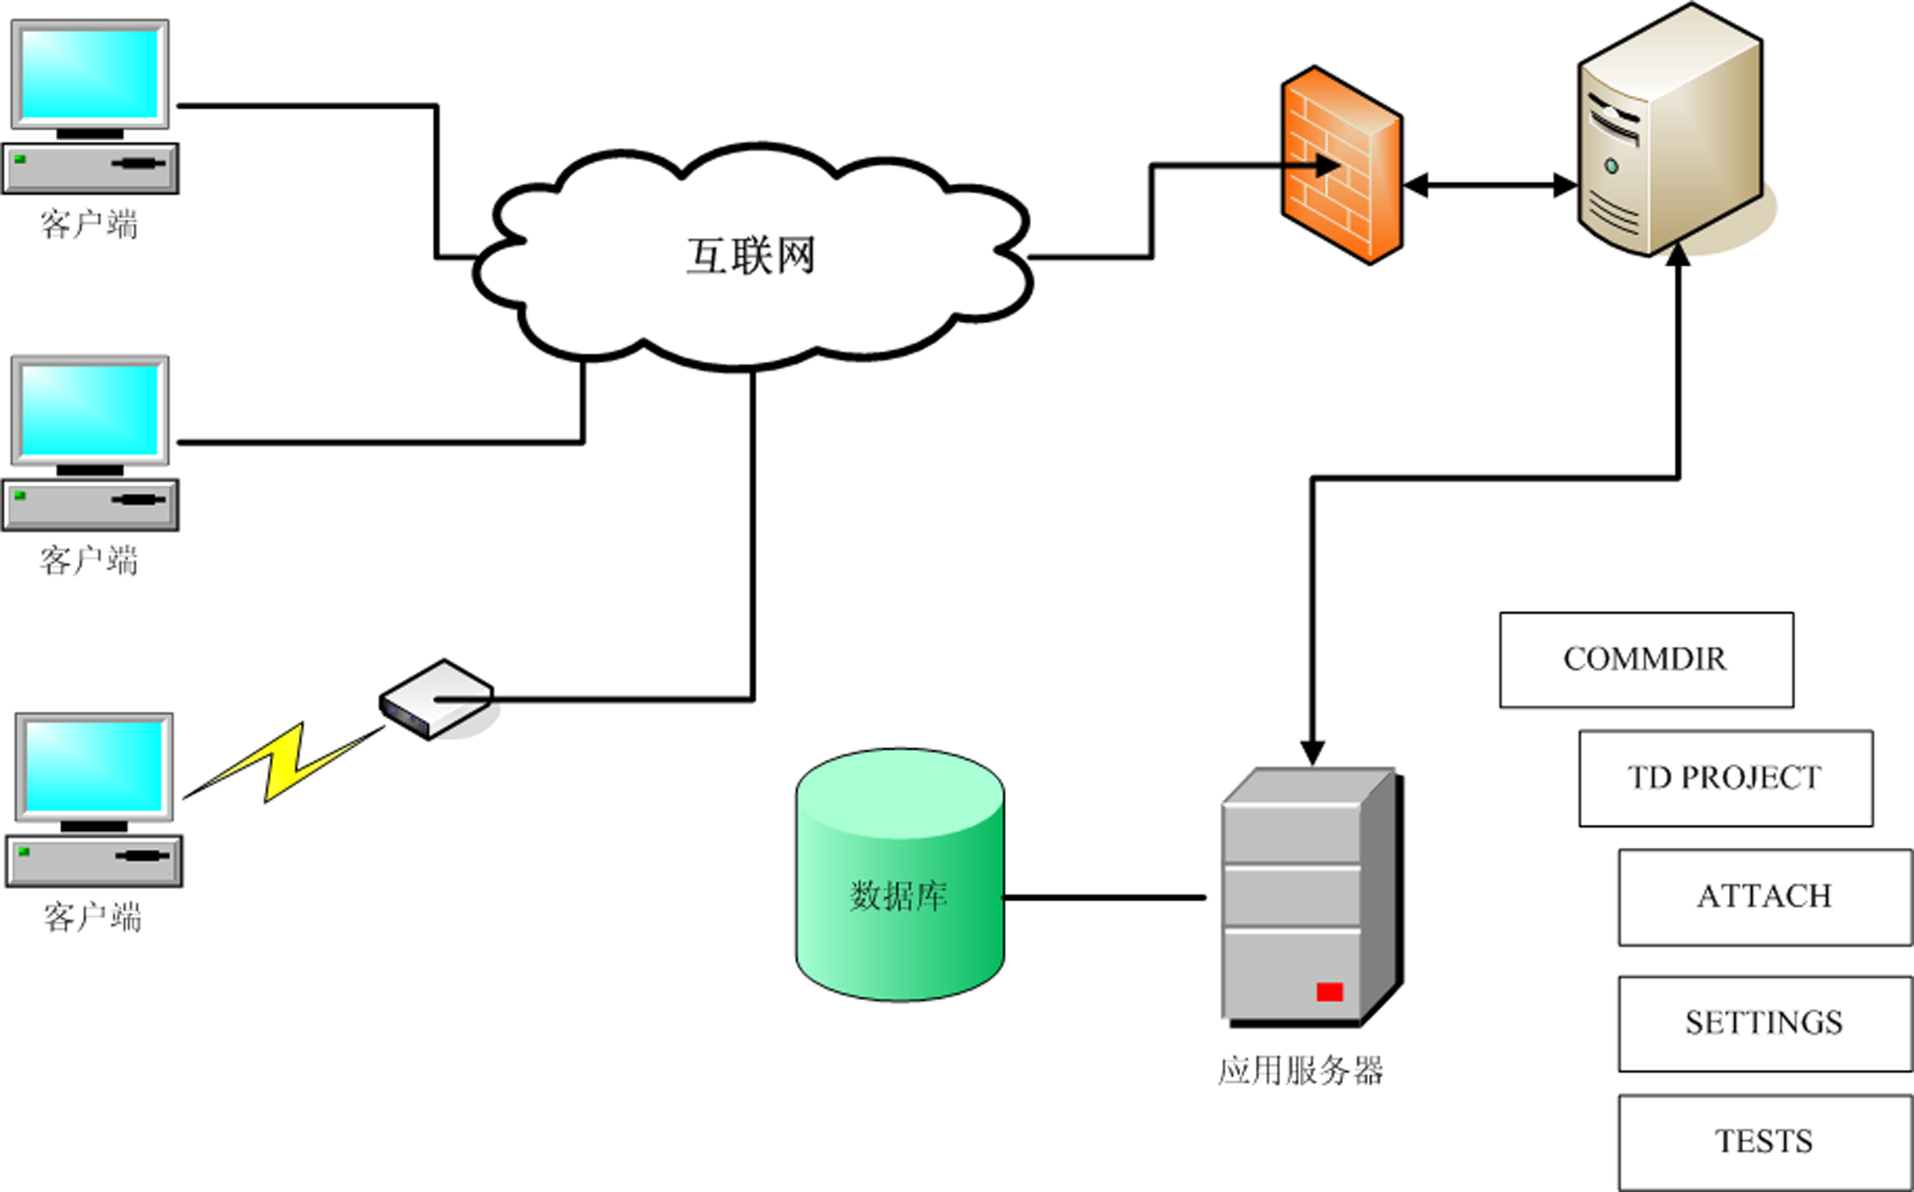 客户端
互联网
客户端
客户端
数据库
应用服务器
COMMDIR
TD PROJECT
ATTACH
SETTINGS
TESTS